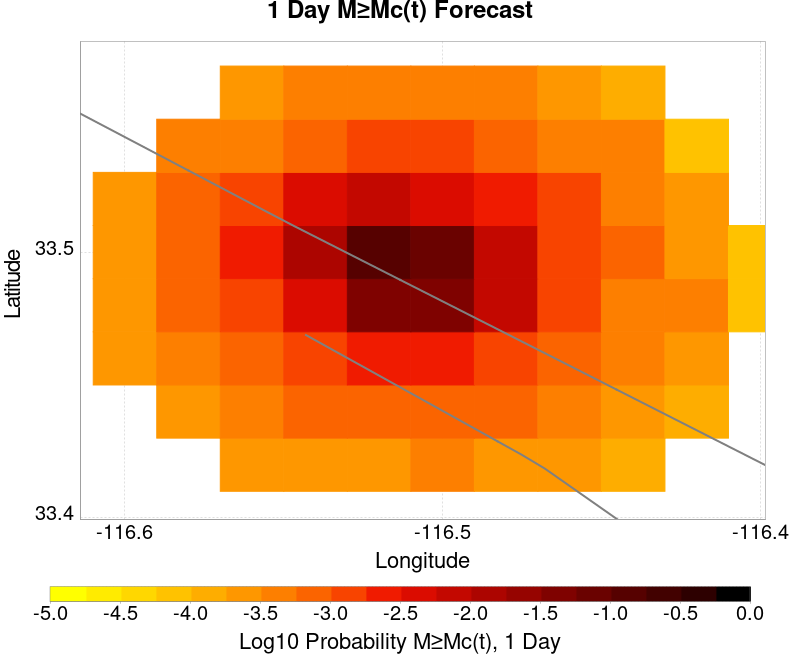 1 Day M≥Mc(t) Forecast
Latitude
33.5
33.4
-116.6 -116.5 -116.4
Longitude
-5.0 -4.5 -4.0 -3.5 -3.0 -2.5 -2.0 -1.5 -1.0 -0.5 0.0
Log10 Probability M≥Mc(t), 1 Day